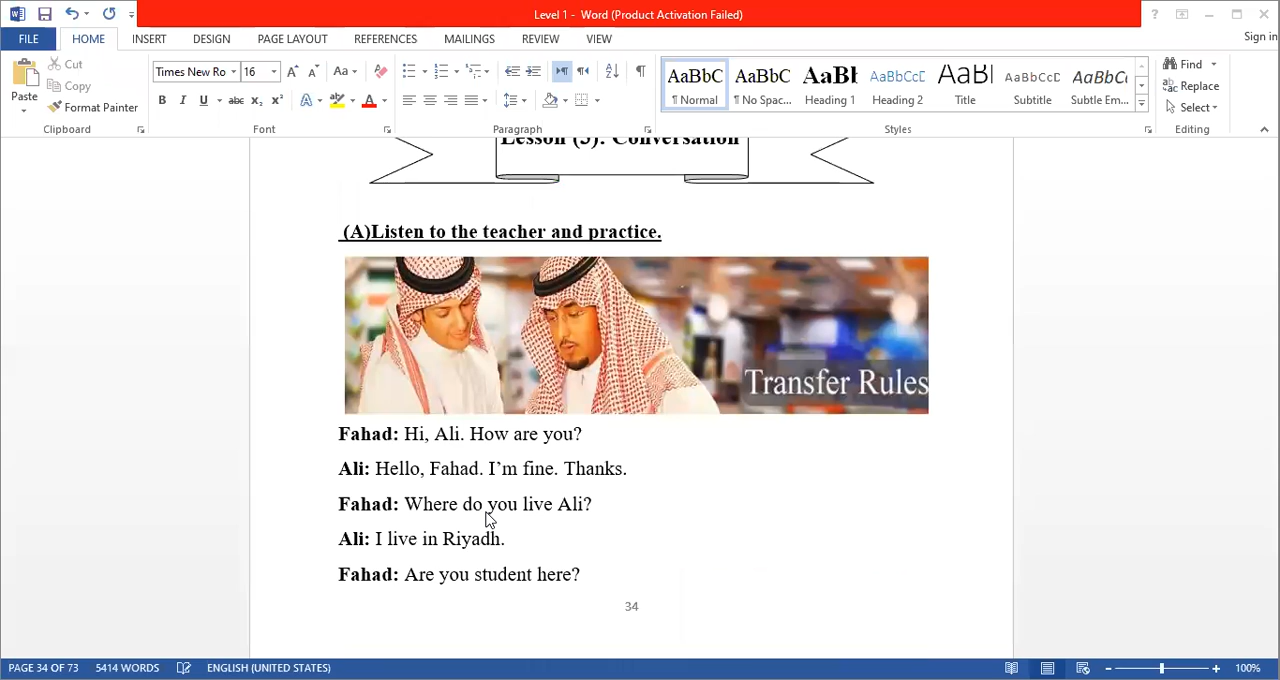 Level 1 - Word (Product Activation Failed)
Sign in
FILE HOME INSERT DESIGN PAGE LAYOUT REFERENCES MAILINGS REVIEW VIEW
Paste
Cut
Copy
Format Painter
Clipboard
Times New Ro 16
Font
Paragraph
AaBbC AaBbC AaBb AaBbCcD AaBl AaBbCcD AaBbCc
¶ Normal ¶ No Spac... Heading 1 Heading 2 Title Subtitle Subtle Em...
Styles
Find
Replace
Select
Editing
Lesson (3): Conversation
(A)Listen to the teacher and practice.
Transfer Rules
Fahad: Hi, Ali. How are you?
Ali: Hello, Fahad. I’m fine. Thanks.
Fahad: Where do you live Ali?
Ali: I live in Riyadh.
Fahad: Are you student here?
34
PAGE 34 OF 73 5414 WORDS ENGLISH (UNITED STATES) 100%